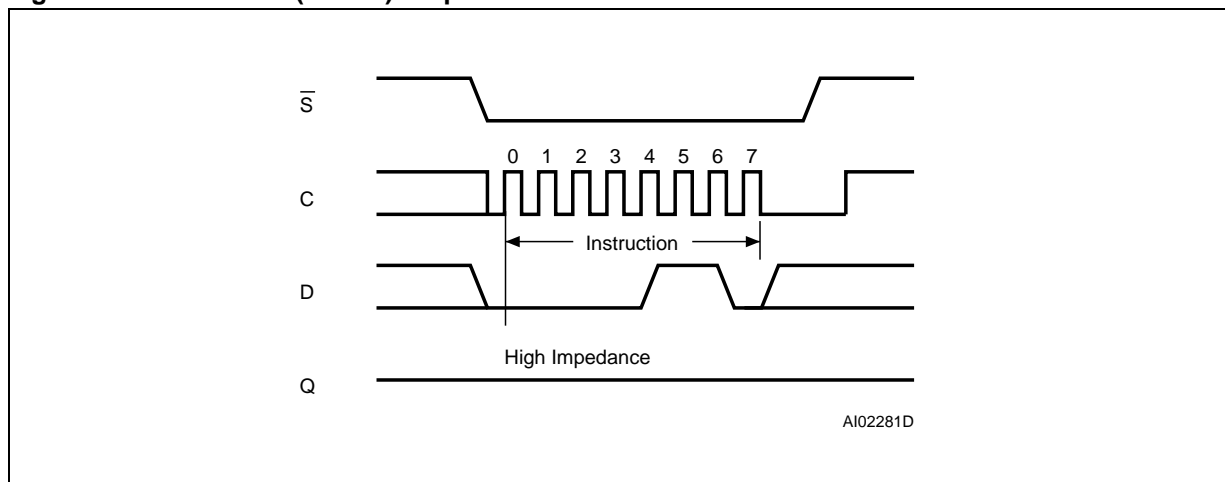 S̅
0 1 2 3 4 5 6 7
C
Instruction
D
High Impedance
Q
AI02281D